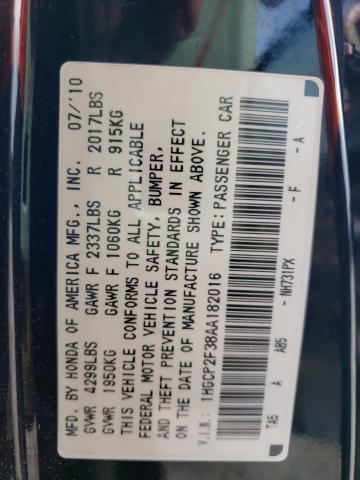 MFD. BY HONDA OF AMERICA MFG., INC. 07/'10
GVWR 4299LBS GAWR F 2337LBS R 2017LBS
GVWR 1950KG GAWR F 1060KG R 915KG
THIS VEHICLE CONFORMS TO ALL APPLICABLE
FEDERAL MOTOR VEHICLE SAFETY, BUMPER,
AND THEFT PREVENTION STANDARDS IN EFFECT
ON THE DATE OF MANUFACTURE SHOWN ABOVE.
V.I.N.: 1HGCP2F38AA182016 TYPE: PASSENGER CAR
TA5 A AB5 - NH731PX - F - A